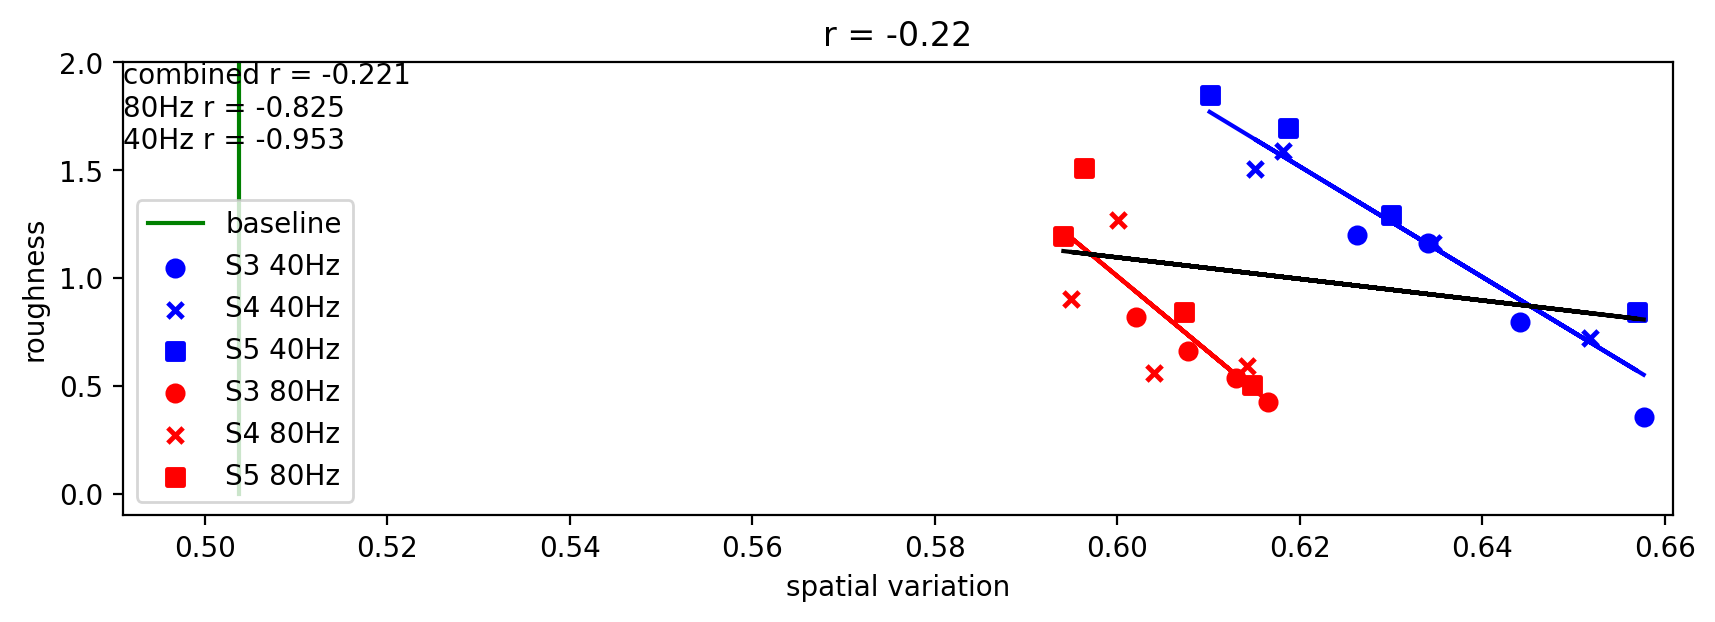 r = -0.22
combined r = -0.221
80Hz r = -0.825
40Hz r = -0.953
2.0
1.5
1.0
0.5
0.0
roughness
baseline
S3 40Hz
S4 40Hz
S5 40Hz
S3 80Hz
S4 80Hz
S5 80Hz
0.50 0.52 0.54 0.56 0.58 0.60 0.62 0.64 0.66
spatial variation